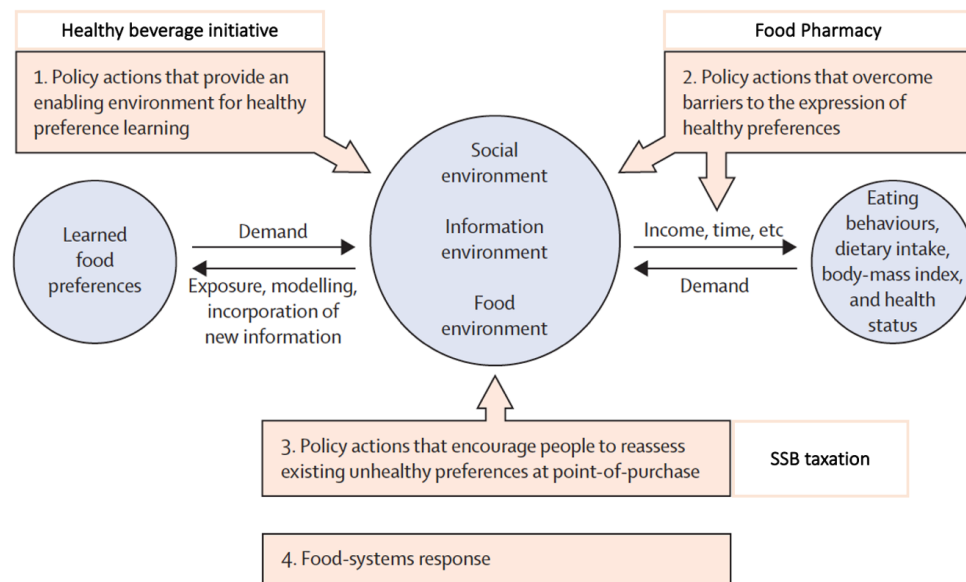 Healthy beverage initiative
Food Pharmacy
1. Policy actions that provide an
enabling environment for healthy
preference learning
2. Policy actions that overcome
barriers to the expression of
healthy preferences
Learned
food
preferences
Demand
Exposure, modelling,
incorporation of
new information
Social
environment
Information
environment
Food
environment
Income, time, etc
Demand
Eating
behaviours,
dietary intake,
body-mass index,
and health
status
3. Policy actions that encourage people to reassess
existing unhealthy preferences at point-of-purchase
SSB taxation
4. Food-systems response